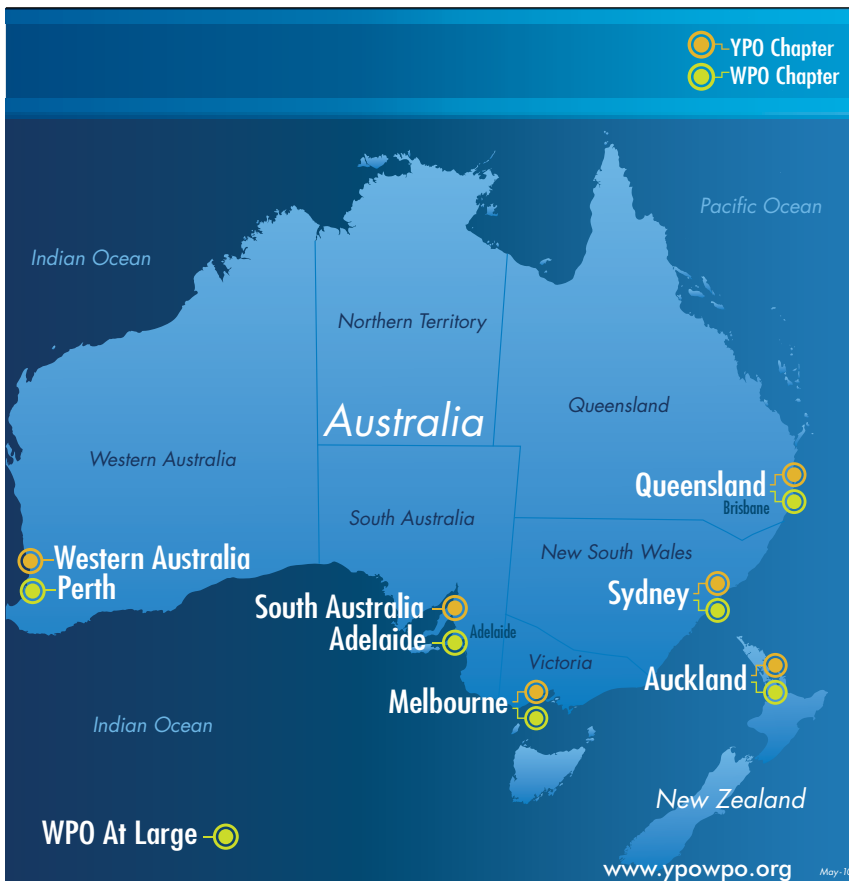 YPO Chapter
WPO Chapter
Pacific Ocean
Indian Ocean
Northern Territory
Australia
Queensland
Western Australia
South Australia
Queensland
Brisbane
New South Wales
Western Australia
Perth
Sydney
South Australia
Adelaide
Adelaide
Victoria
Auckland
Melbourne
Indian Ocean
New Zealand
WPO At Large
www.ypowpo.org
May-10